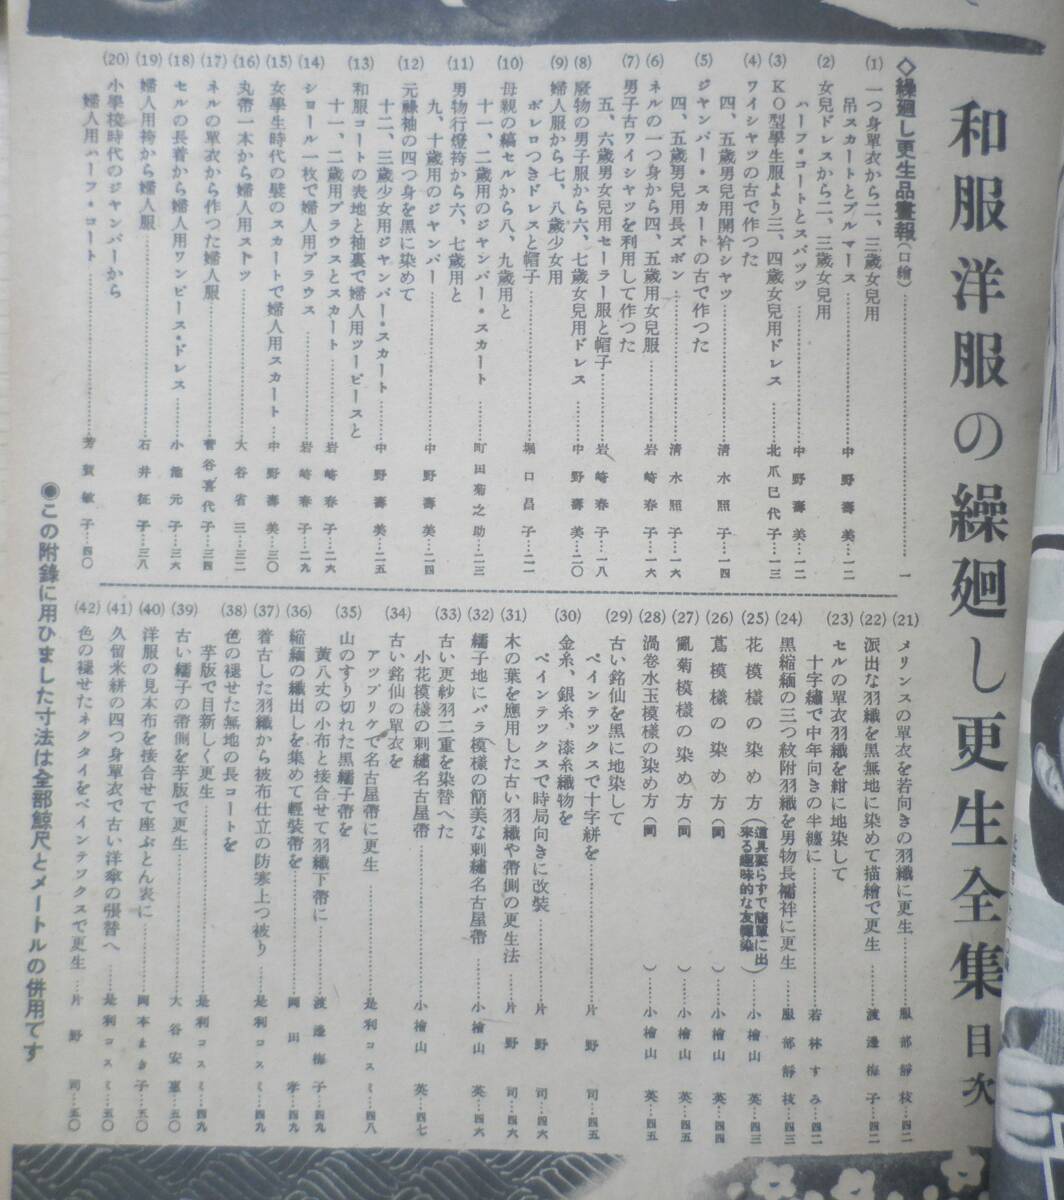 和服洋服の繰廻し更生全集目次
◇繰廻し更生品畫報(口繪)……一
(1) 一つ身單衣から二、三歲女兒用
吊スカートとブルマース……中野壽美…一二
(2) 女兒ドレスから二、三歲女兒用
ハーフ・コートとスパッツ……中野壽美…一二
(3) KO型學生服より三、四歲女兒用ドレス……北爪巳代子…一三
(4) ワイシャツの古で作つた
四、五歲男兒用開衿シャツ……清水照子…一四
(5) ジャンパー・スカートの古で作つた
四、五歲男兒用長ズボン……清水照子…一六
(6) ネルの一つ身から四、五歲用女兒服……岩崎春子…一六
(7) 男子古ワイシャツを利用して作つた
五、六歲男女兒用セーラー服と帽子……岩崎春子…一八
(8) 廢物の男子服から六、七歲女兒用ドレス……中野壽美…二〇
(9) 婦人服から七、八歲少女用
ボレロつきドレスと帽子……堀口昌子…二一
(10) 母親の縞セルから八、九歲用と
十一、二歲用のジャンパー・スカート……町田菊之助…二三
(11) 男物行燈袴から六、七歲用と
九、十歲用のジャンパー……中野壽美…二四
(12) 元祿袖の四つ身を黑に染めて
十二、三歲少女用ジャンパー・スカート……中野壽美…二五
(13) 和服コートの表地と袖裏で婦人用ツーピースと
十一、二歲用ブラウスとスカート……岩崎春子…二六
(14) ショール一枚で婦人用ブラウス……岩崎春子…二九
(15) 女學生時代の襞のスカートで婦人用スカート……中野壽美…三〇
(16) 丸帶一本から婦人用スーツ……大谷省三…三二
(17) ネルの單衣から作つた婦人服……菅谷喜代子…三四
(18) セルの長着から婦人用ワンピース・ドレス……小池元子…三六
(19) 婦人用袴から婦人服……石井征子…三八
(20) 小學校時代のジャンパーから
婦人用ハーフ・コート……芳賀敏子…四〇
(21) メリンスの單衣を若向きの羽織に更生……服部靜枝…四二
(22) 派出な羽織を黑無地に染めて描繪で更生……渡邊梅子…四二
(23) セルの單衣羽織を紺に地染して
十字繡で中年向きの半纏に……若林すみ…四二
(24) 黑縮緬の三つ紋附羽織を男物長襦袢に更生……服部靜枝…四三
(25) 花模樣の染め方(道具要らずで簡單に出來る趣味的な友禪染)……小檜山英…四三
(26) 蔦模樣の染め方(同)……小檜山英…四四
(27) 亂菊模樣の染め方(同)……小檜山英…四五
(28) 渦卷水玉模樣の染め方(同)……小檜山英…四五
(29) 古い銘仙を黑に地染して
ペインテックスで十字絣を……片野司…四五
(30) 金糸、銀糸、漆糸織物を
ペインテックスで時局向きに改裝……片野司…四六
(31) 木の葉を應用した古い羽織や帶側の更生法……片野司…四六
(32) 繻子地にバラ模樣の簡美な刺繡名古屋帶……小檜山英…四六
(33) 古い更紗羽二重を染替へた
小花模樣の刺繡名古屋帶……小檜山英…四七
(34) 古い銘仙の單衣を
アップリケで名古屋帶に更生……是利コスミ…四八
(35) 山のすり切れた黑繻子帶を
黃八丈の小布と接合せて羽織下帶に……渡邊梅子…四九
(36) 縮緬の織出しを集めて輕裝帶を……岡田孝…四九
(37) 着古した羽織から被布仕立の防寒上つ被り……是利コスミ…四九
(38) 色の褪せた無地の長コートを
芋版で目新しく更生……是利コスミ…四九
(39) 古い繻子の帶側を芋版で更生……大谷安惠…五〇
(40) 洋服の見本布を接合せて座ぶとん表に……岡本まき子…五〇
(41) 久留米絣の四つ身單衣で古い洋傘の張替へ……是利コスミ…五〇
(42) 色の褪せたネクタイをペインテックスで更生……片野司…五〇
◉この附錄に用ひました寸法は全部鯨尺とメートルの併用です